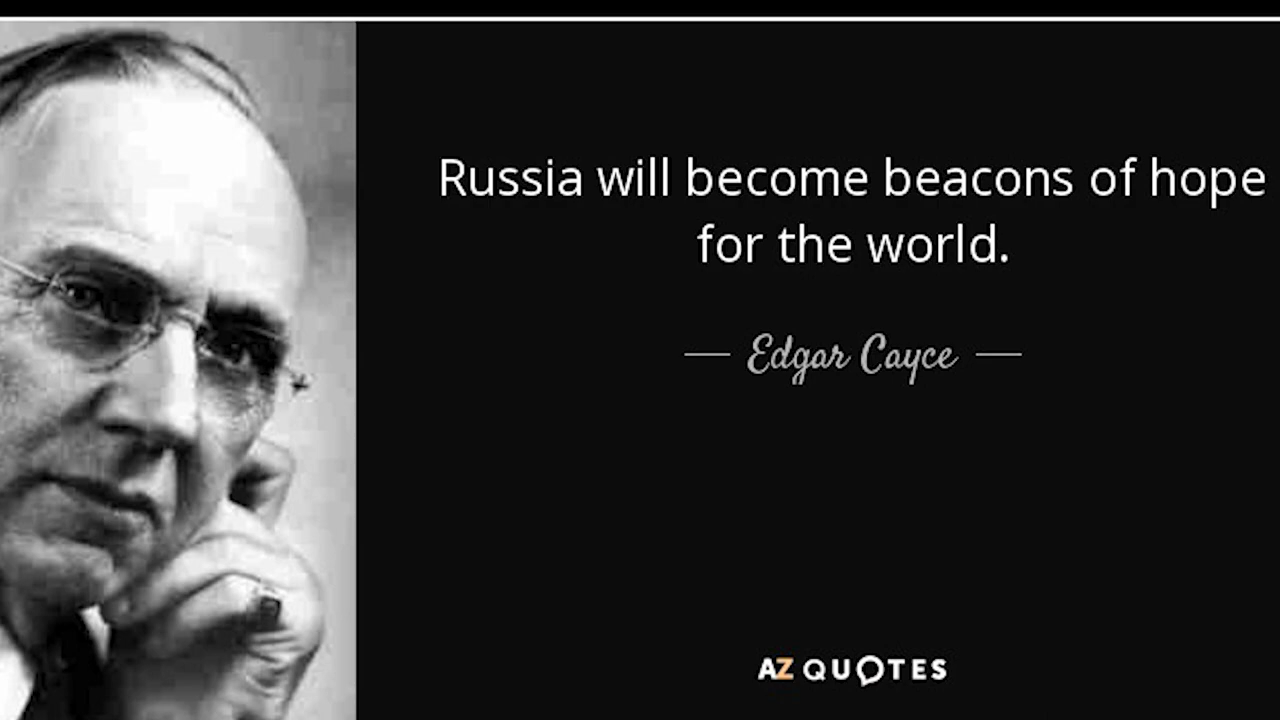 Russia will become beacons of hope
for the world.
Edgar Cayce
AZ QUOTES